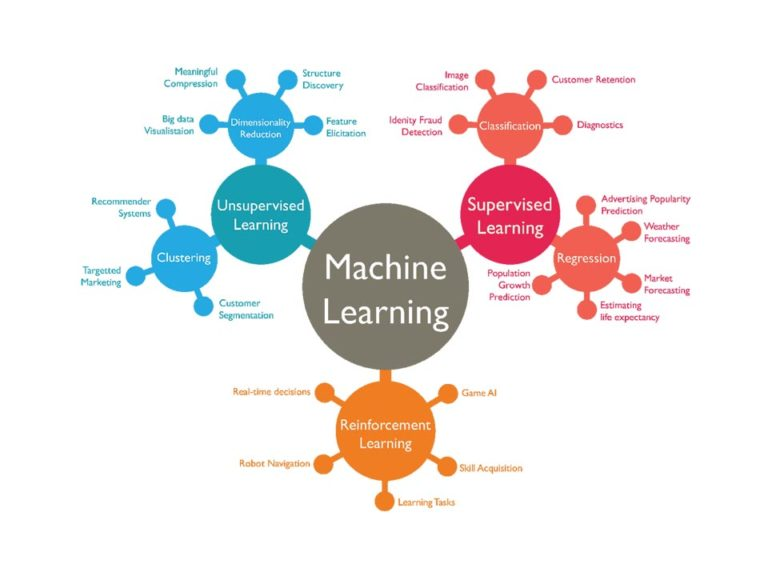 Machine
Learning
Unsupervised
Learning
Dimensionality
Reduction
Meaningful
Compression
Structure
Discovery
Big data
Visualistaion
Feature
Elicitation
Clustering
Recommender
Systems
Targetted
Marketing
Customer
Segmentation
Supervised
Learning
Classification
Image
Classification
Customer Retention
Idenity Fraud
Detection
Diagnostics
Regression
Advertising Popularity
Prediction
Weather
Forecasting
Population
Growth
Prediction
Market
Forecasting
Estimating
life expectancy
Reinforcement
Learning
Real-time decisions
Game AI
Robot Navigation
Skill Acquisition
Learning Tasks